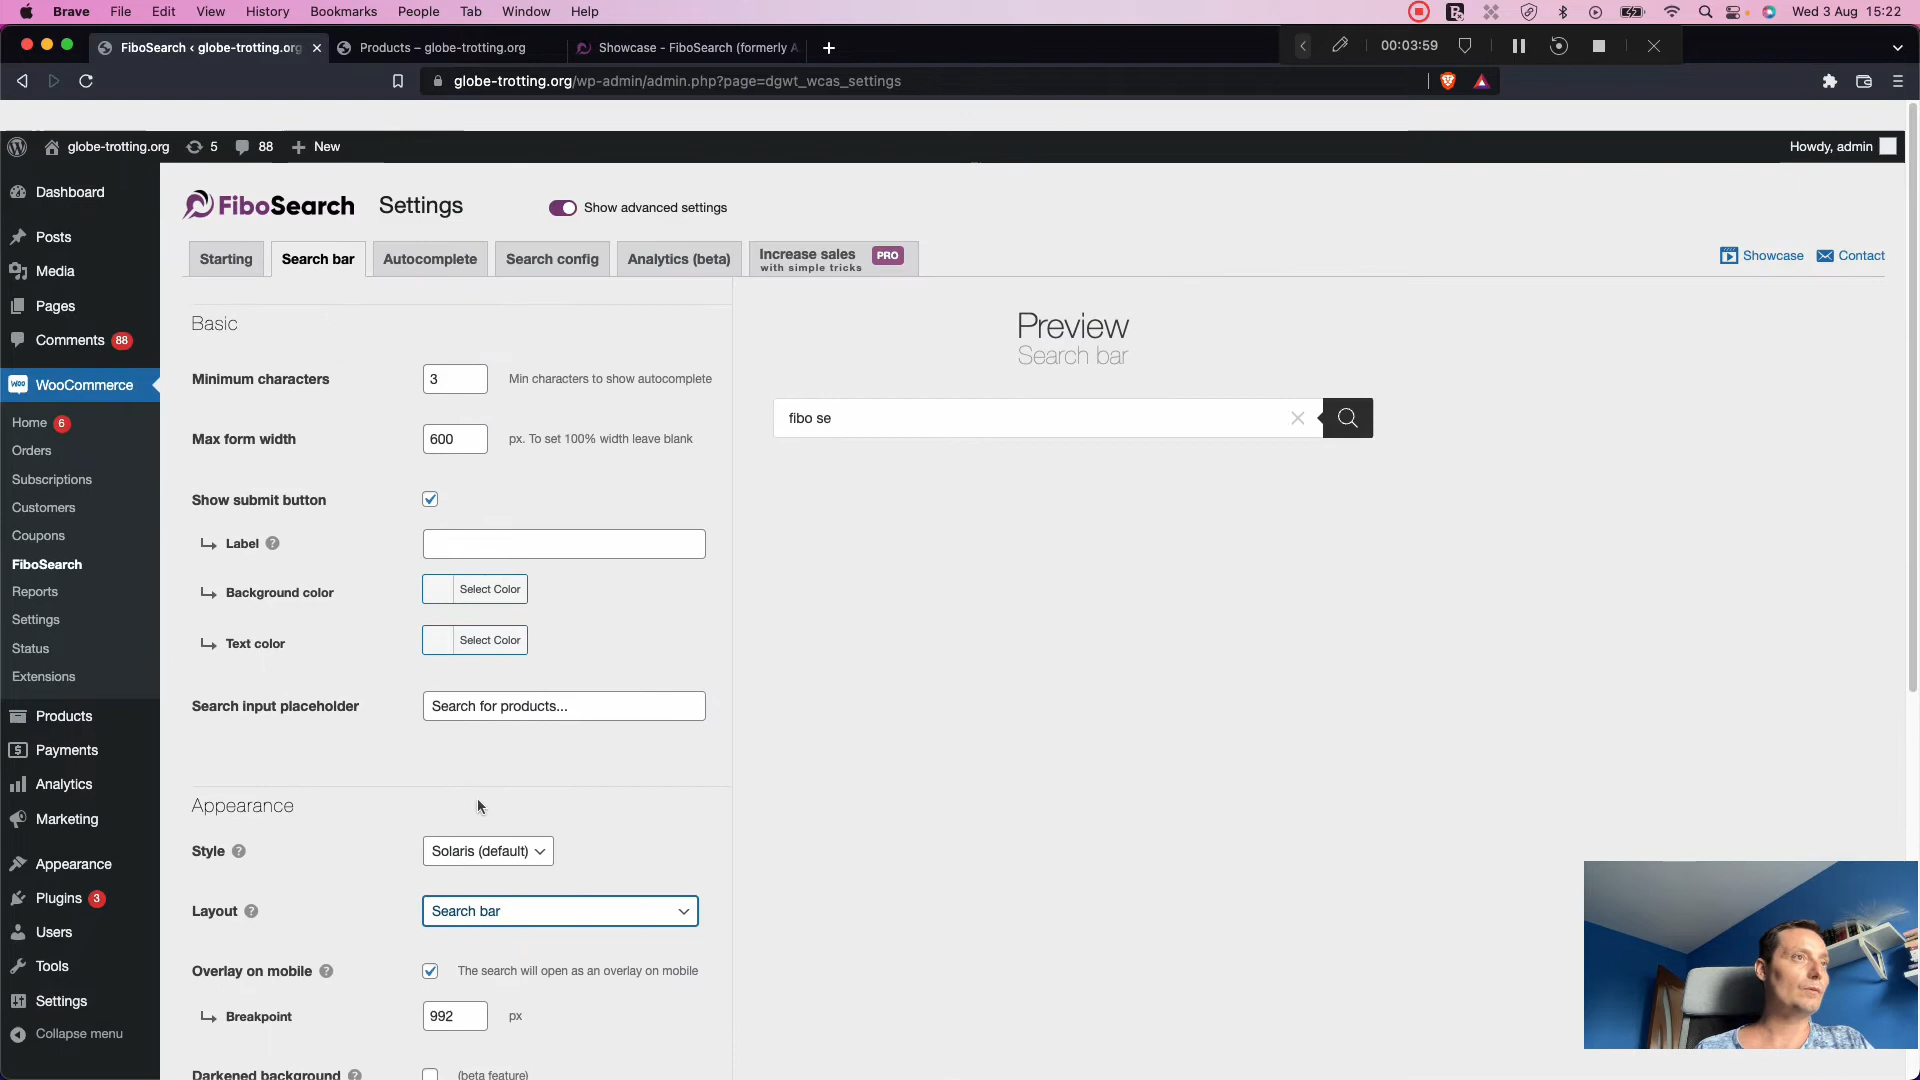 Brave File Edit View History Bookmarks People Tab Window Help Wed 3 Aug 15:22
FiboSearch ‹ globe-trotting.org Products – globe-trotting.org Showcase - FiboSearch (formerly A 00:03:59
globe-trotting.org/wp-admin/admin.php?page=dgwt_wcas_settings
globe-trotting.org 5 88 New Howdy, admin
Dashboard
Posts
Media
Pages
Comments 88
WooCommerce
Home 6
Orders
Subscriptions
Customers
Coupons
FiboSearch
Reports
Settings
Status
Extensions
Products
Payments
Analytics
Marketing
Appearance
Plugins 3
Users
Tools
Settings
Collapse menu
FiboSearch Settings Show advanced settings
Starting Search bar Autocomplete Search config Analytics (beta) Increase sales PRO
with simple tricks
Showcase Contact
Basic
Minimum characters 3 Min characters to show autocomplete
Max form width 600 px. To set 100% width leave blank
Show submit button
Label
Background color Select Color
Text color Select Color
Search input placeholder Search for products...
Appearance
Style Solaris (default)
Layout Search bar
Overlay on mobile The search will open as an overlay on mobile
Breakpoint 992 px
Darkened background (beta feature)
Preview
Search bar
fibo se